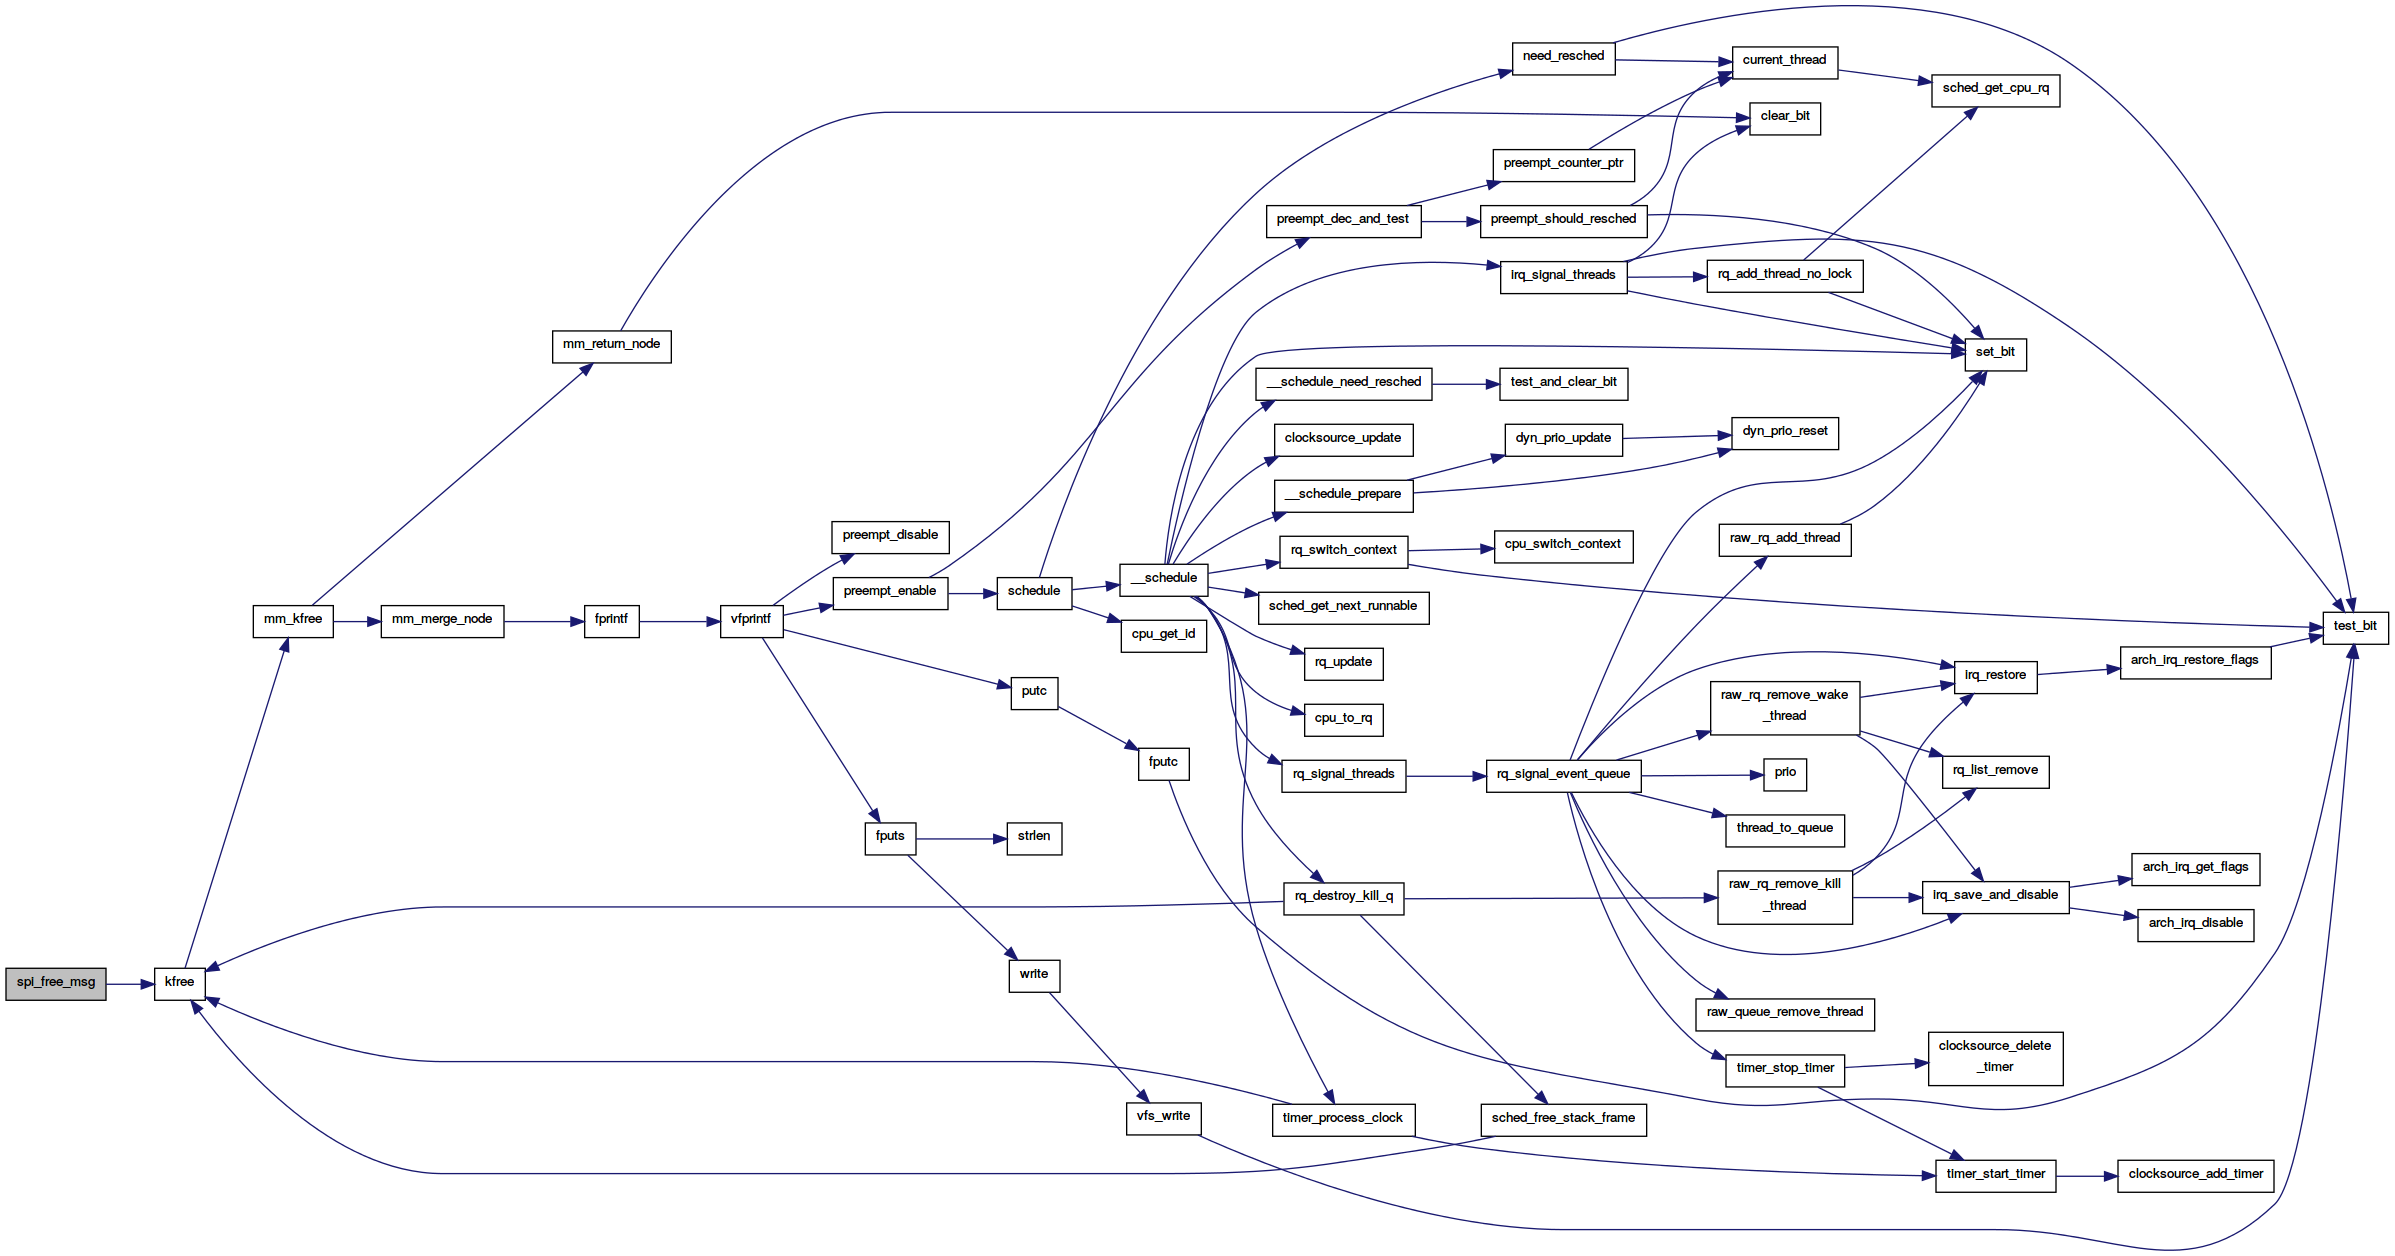 need_resched
current_thread
sched_get_cpu_rq
clear_bit
preempt_counter_ptr
preempt_dec_and_test
preempt_should_resched
irq_signal_threads
rq_add_thread_no_lock
mm_return_node
set_bit
__schedule_need_resched
test_and_clear_bit
clocksource_update
dyn_prio_update
dyn_prio_reset
__schedule_prepare
preempt_disable
rq_switch_context
cpu_switch_context
raw_rq_add_thread
preempt_enable
schedule
__schedule
sched_get_next_runnable
mm_kfree
mm_merge_node
fprintf
vfprintf
cpu_get_id
test_bit
rq_update
arch_irq_restore_flags
irq_restore
putc
raw_rq_remove_wake
_thread
cpu_to_rq
fputc
rq_signal_threads
rq_signal_event_queue
prio
rq_list_remove
fputs
strlen
thread_to_queue
arch_irq_get_flags
rq_destroy_kill_q
raw_rq_remove_kill
_thread
irq_save_and_disable
arch_irq_disable
spi_free_msg
kfree
write
raw_queue_remove_thread
clocksource_delete
_timer
timer_stop_timer
vfs_write
timer_process_clock
sched_free_stack_frame
timer_start_timer
clocksource_add_timer